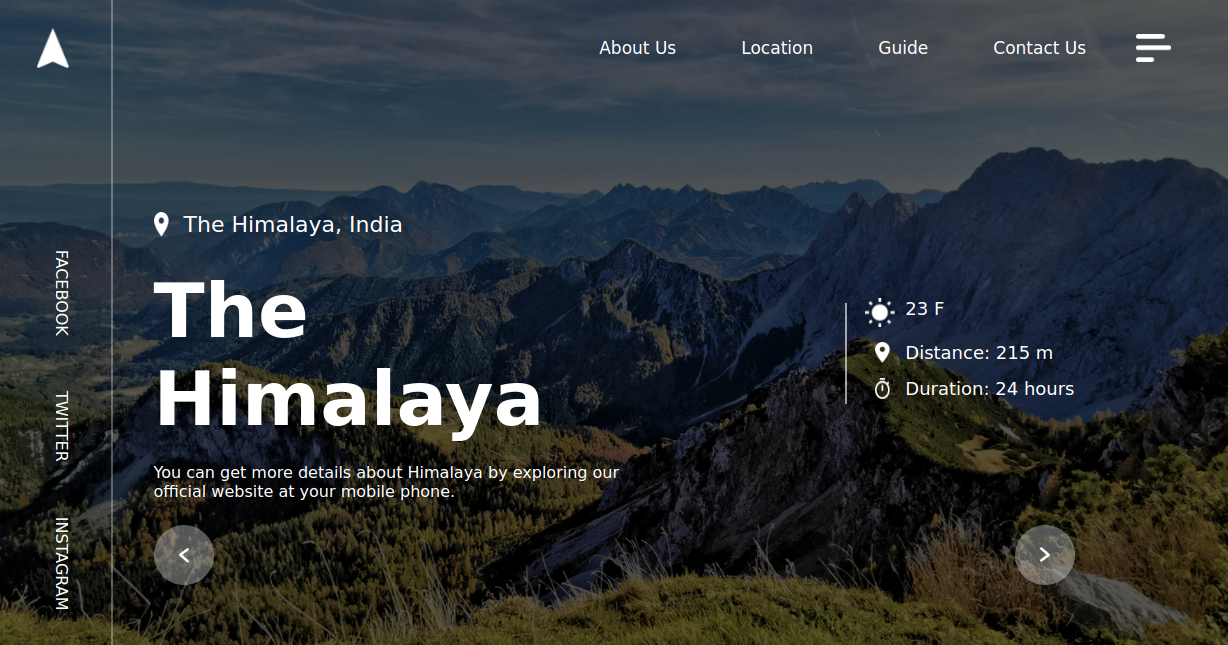 About Us
Location
Guide
Contact Us
The Himalaya, India
The
Himalaya
You can get more details about Himalaya by exploring our
official website at your mobile phone.
23 F
Distance: 215 m
Duration: 24 hours
FACEBOOK
TWITTER
INSTAGRAM